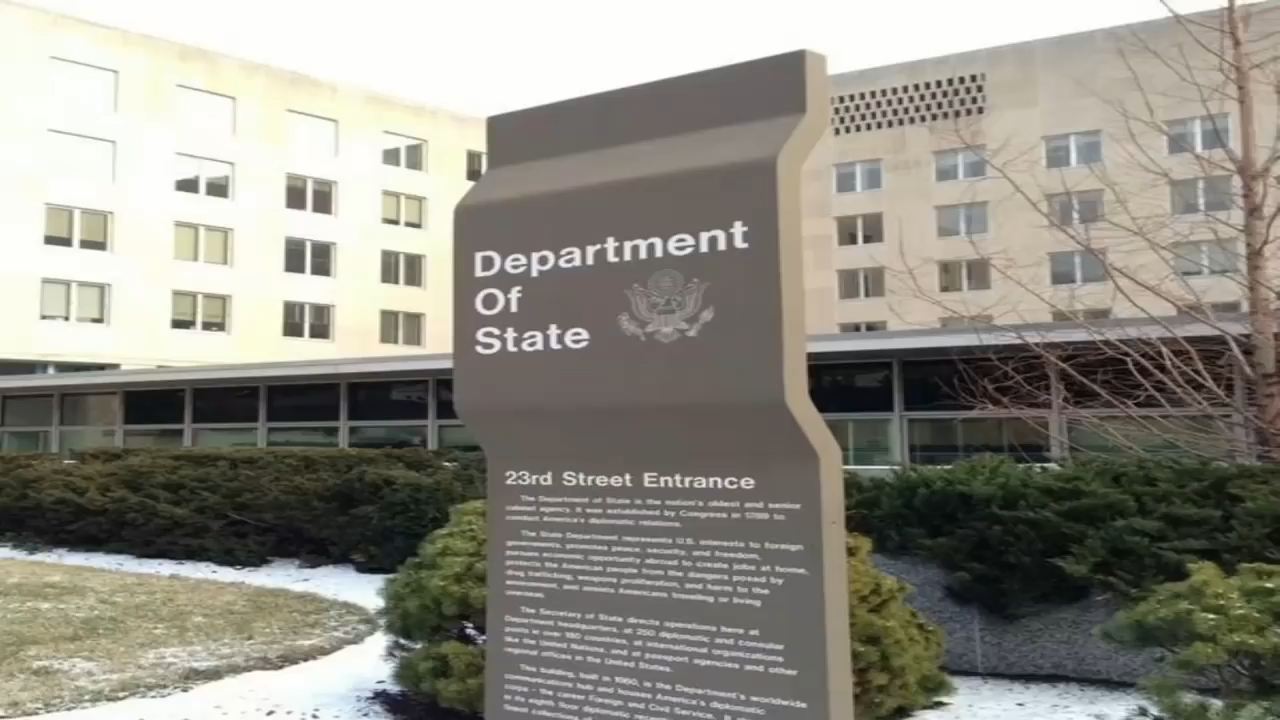 Department
Of
State
23rd Street Entrance
The Department of State is the nation's oldest and senior
cabinet agency. It was established by Congress in 1789 to
conduct America's diplomatic relations.
The State Department represents U.S. interests to foreign
governments, promotes peace, security, and freedom,
pursues economic opportunity abroad to create jobs at home,
protects the American people from the dangers posed by
drug trafficking, weapons proliferation, and harm to the
environment, and assists Americans traveling or living
overseas.
The Secretary of State directs operations here at
Department headquarters, at 250 diplomatic and consular
posts in over 180 countries, at international organizations
like the United Nations, and at passport agencies and other
regional offices in the United States.
This building, built in 1960, is the Department's worldwide
communications hub and houses America's diplomatic
corps - the career Foreign and Civil Service. It
eighth floor diplomatic
finest collections of